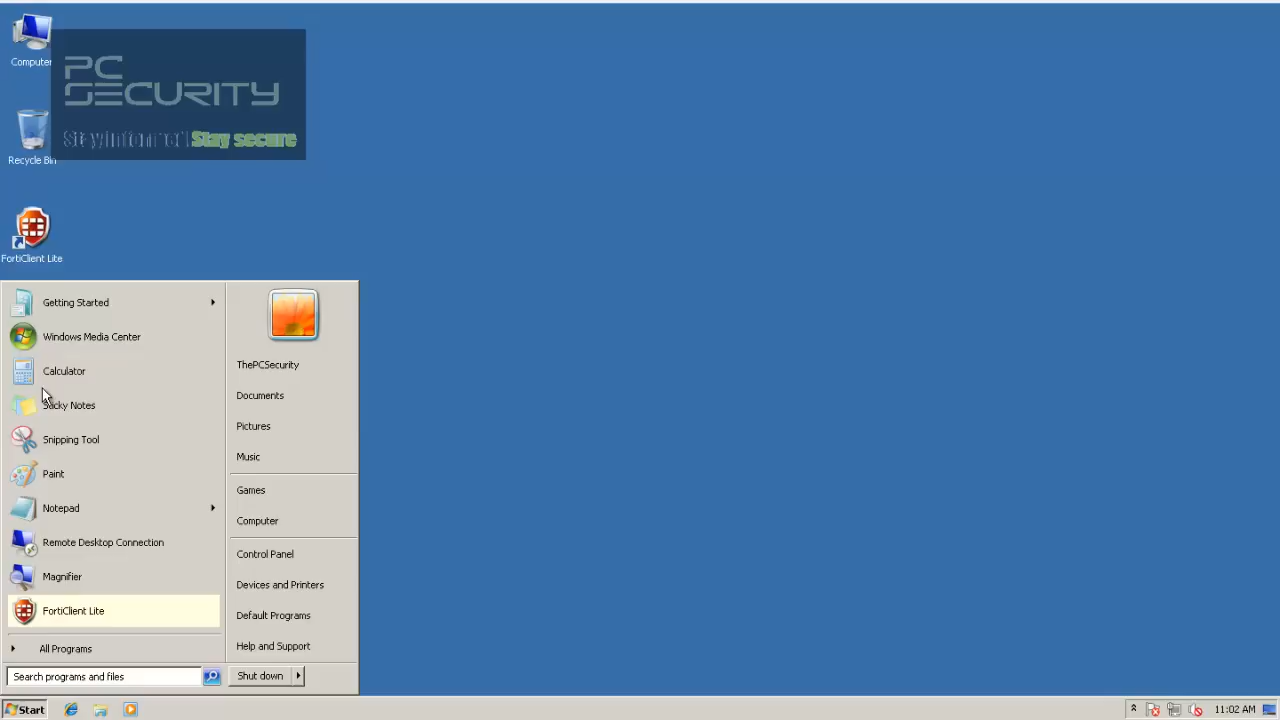 Computer
PC
SECURITY
Stay informed Stay secure
Recycle Bin
FortiClient Lite
Getting Started
Windows Media Center
Calculator
Sticky Notes
Snipping Tool
Paint
Notepad
Remote Desktop Connection
Magnifier
FortiClient Lite
All Programs
Search programs and files
ThePCSecurity
Documents
Pictures
Music
Games
Computer
Control Panel
Devices and Printers
Default Programs
Help and Support
Shut down
Start
11:02 AM